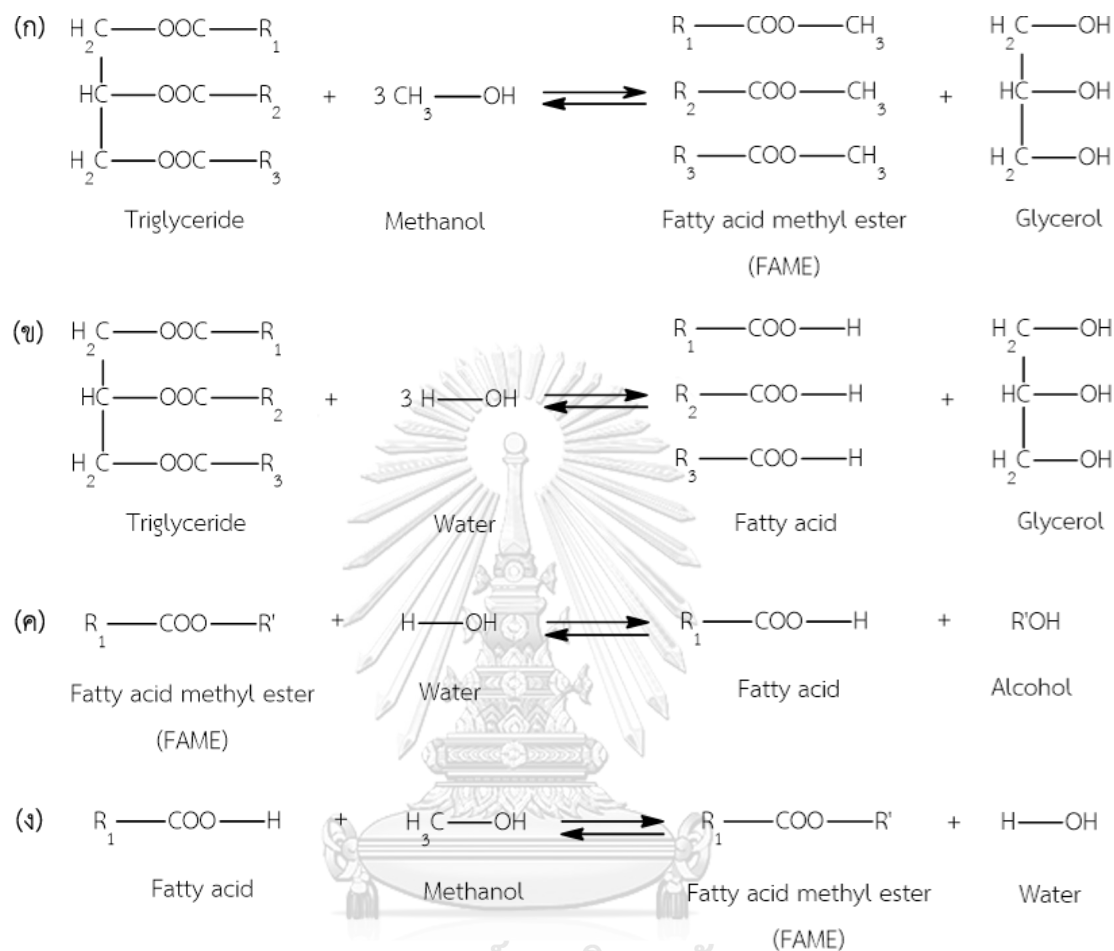 (ก) H2C—OOC—R1 R1—COO—CH3 H2C—OH
HC—OOC—R2 + 3 CH3—OH R2—COO—CH3 + HC—OH
H2C—OOC—R3 R3—COO—CH3 H2C—OH
Triglyceride Methanol Fatty acid methyl ester Glycerol
(FAME)
(ข) H2C—OOC—R1 R1—COO—H H2C—OH
HC—OOC—R2 + 3 H—OH R2—COO—H + HC—OH
H2C—OOC—R3 R3—COO—H H2C—OH
Triglyceride Water Fatty acid Glycerol
(ค) R1—COO—R' + H—OH R1—COO—H + R'OH
Fatty acid methyl ester Water Fatty acid Alcohol
(FAME)
(ง) R1—COO—H + H3C—OH R1—COO—R' + H—OH
Fatty acid Methanol Fatty acid methyl ester Water
(FAME)